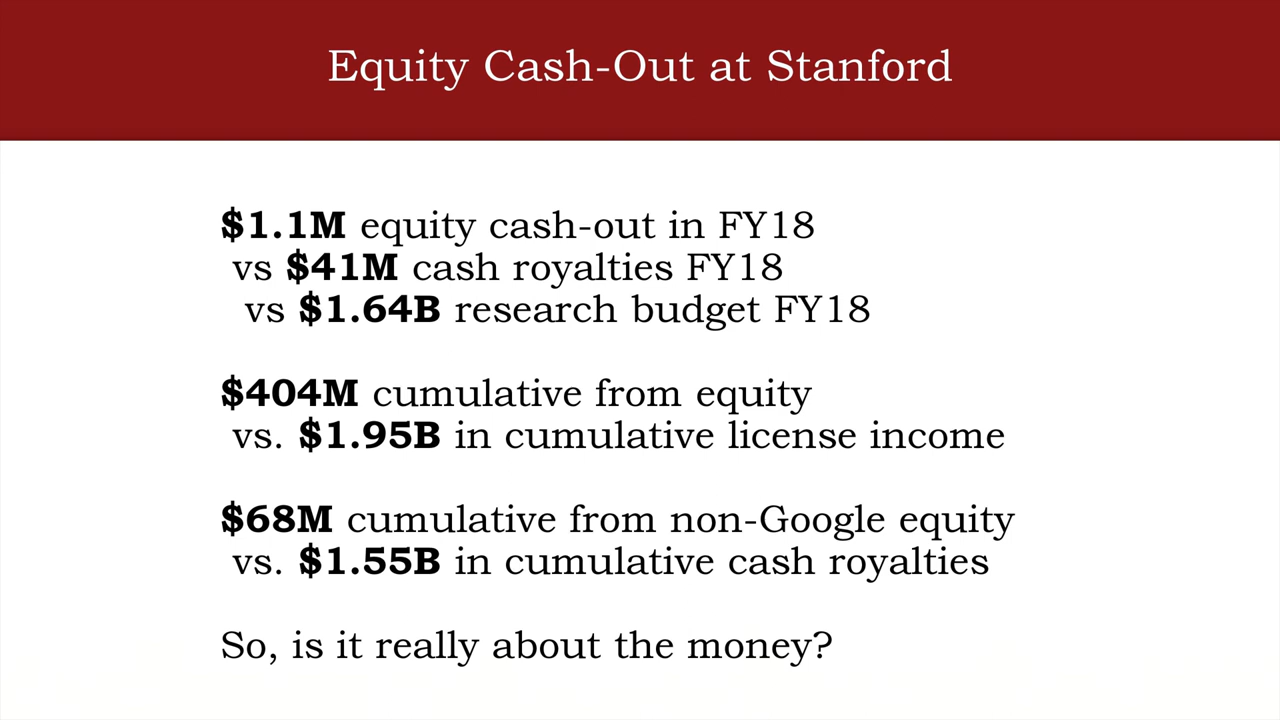 Equity Cash-Out at Stanford
$1.1M equity cash-out in FY18
vs $41M cash royalties FY18
vs $1.64B research budget FY18
$404M cumulative from equity
vs. $1.95B in cumulative license income
$68M cumulative from non-Google equity
vs. $1.55B in cumulative cash royalties
So, is it really about the money?